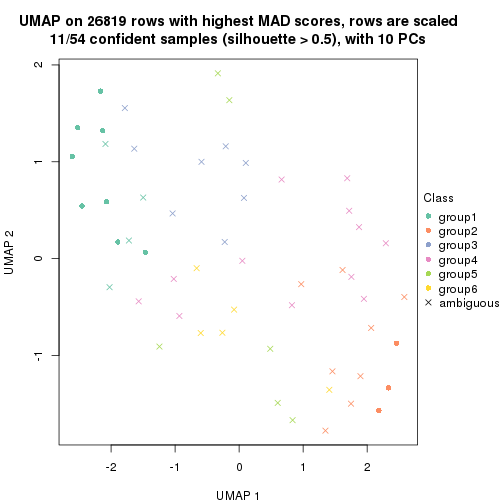 UMAP on 26819 rows with highest MAD scores, rows are scaled
11/54 confident samples (silhouette > 0.5), with 10 PCs
2
1
0
-1
UMAP 2
-2
-1
0
1
2
UMAP 1
Class
group1
group2
group3
group4
group5
group6
ambiguous